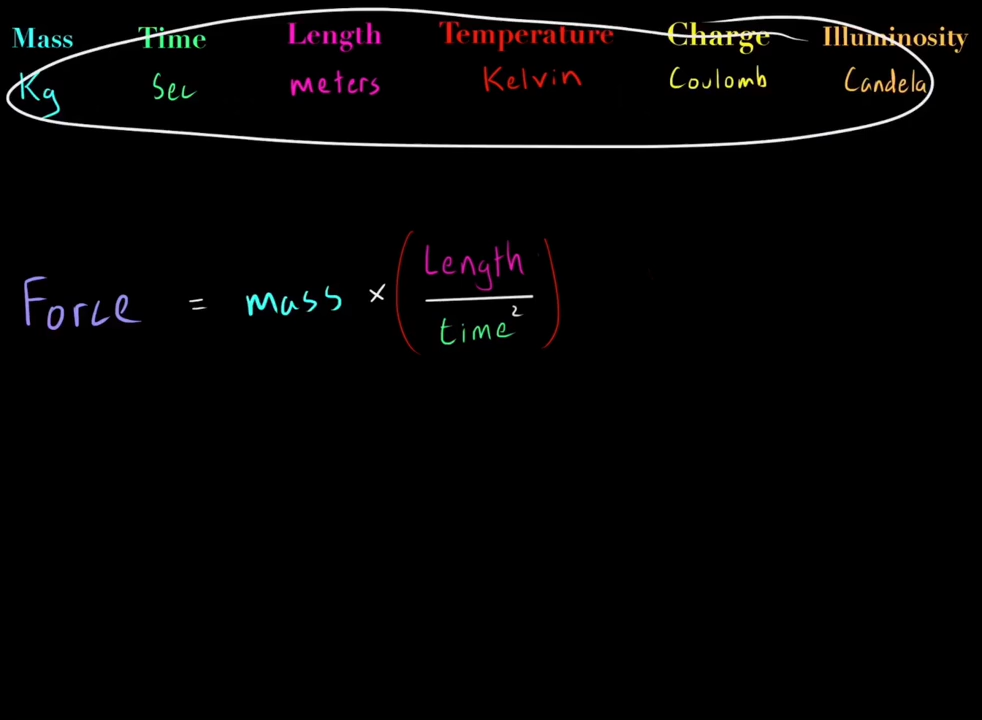 Mass Time Length Temperature Charge Illuminosity
Kg Sec meters Kelvin Coulomb Candela
Force = mass × (Length / time²)